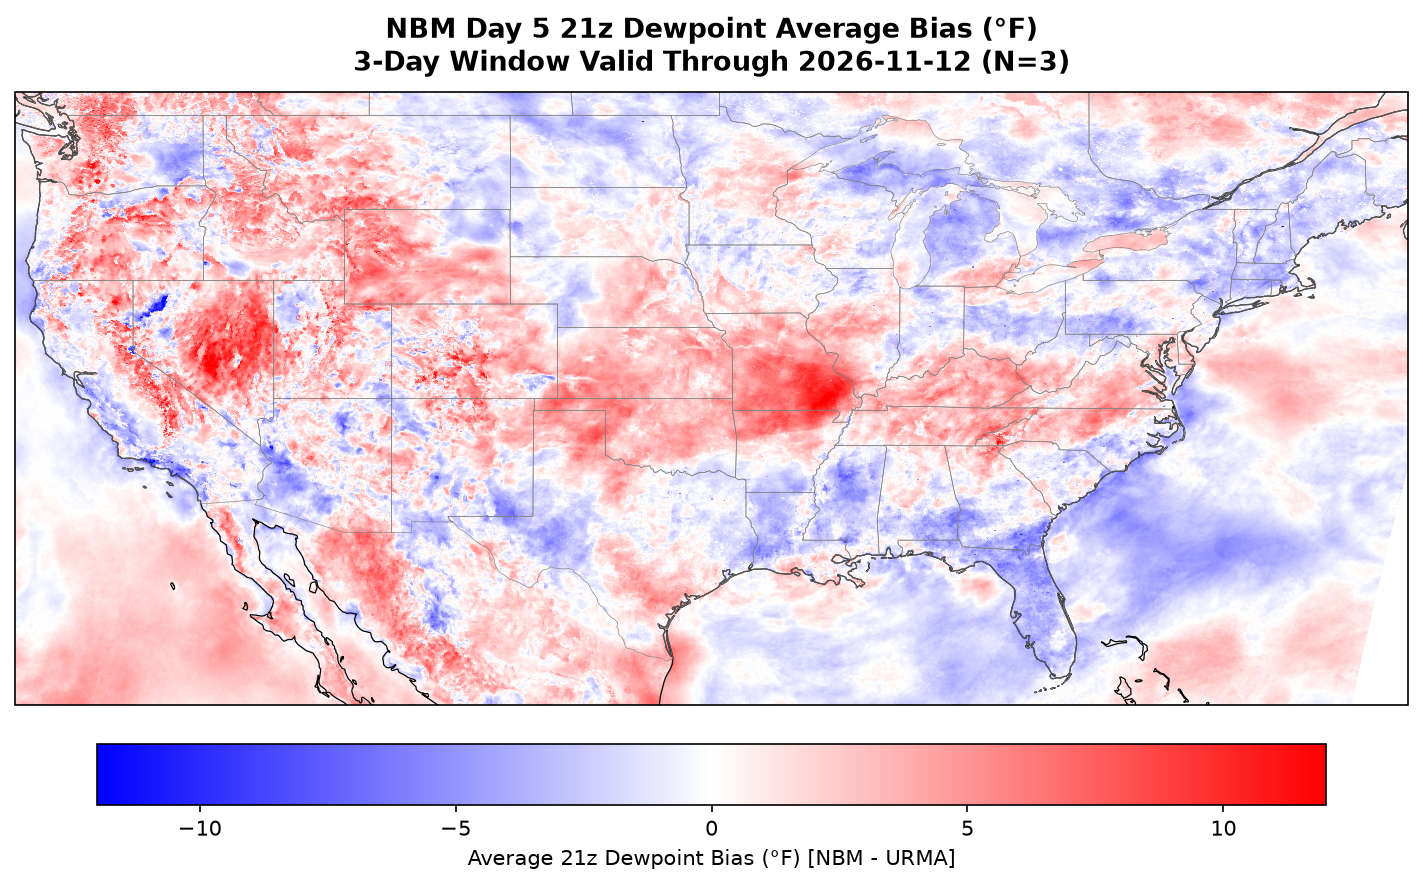 NBM Day 5 21z Dewpoint Average Bias (°F)
3-Day Window Valid Through 2026-11-12 (N=3)
−10 −5 0 5 10
Average 21z Dewpoint Bias (°F) [NBM - URMA]